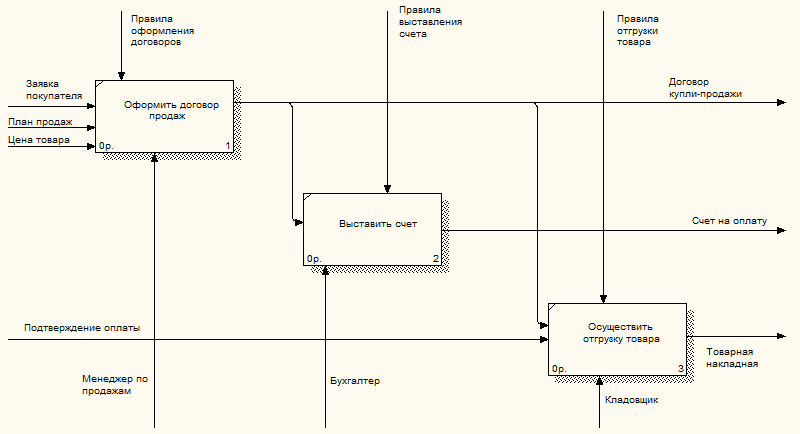 Правила
оформления
договоров
Правила
выставления
счета
Правила
отгрузки
товара
Заявка
покупателя
План продаж
Цена товара
Оформить договор
продаж
0р.
1
Договор
купли-продажи
Выставить счет
0р.
2
Счет на оплату
Подтверждение оплаты
Осуществить
отгрузку товара
0р.
3
Товарная
накладная
Менеджер по
продажам
Бухгалтер
Кладовщик